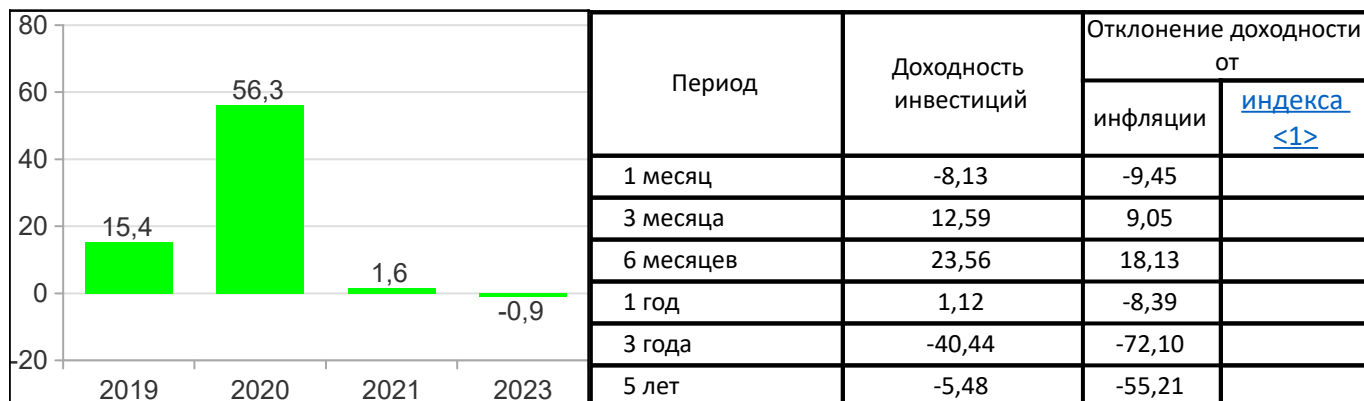 80
60
40
20
0
-20
15,4
56,3
1,6
-0,9
2019 2020 2021 2023
Период
Доходность
инвестиций
Отклонение доходности
от
инфляции
индекса
<1>
1 месяц -8,13 -9,45
3 месяца 12,59 9,05
6 месяцев 23,56 18,13
1 год 1,12 -8,39
3 года -40,44 -72,10
5 лет -5,48 -55,21